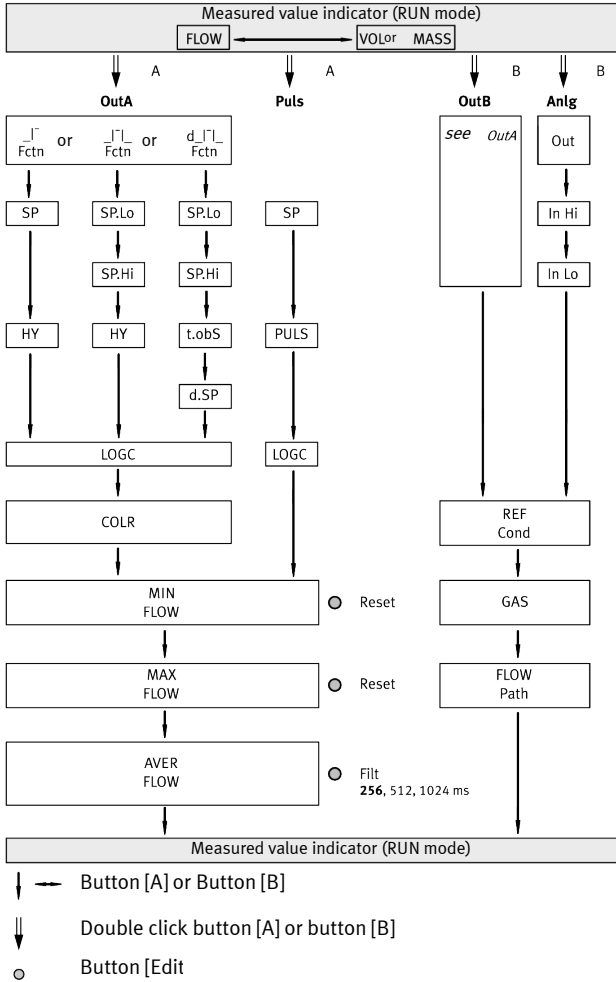 Measured value indicator (RUN mode)
FLOW VOL or MASS
A A B B
OutA Puls OutB Anlg
_|¯ Fctn or _|¯|_ Fctn or d_|¯|_ Fctn
see OutA
Out
SP SP.Lo SP.Lo SP In Hi
SP.Hi SP.Hi In Lo
HY HY t.obS PULS
d.SP
LOGC LOGC
COLR
REF
Cond
MIN
FLOW
Reset
GAS
MAX
FLOW
Reset
FLOW
Path
AVER
FLOW
Filt
256, 512, 1024 ms
Measured value indicator (RUN mode)
Button [A] or Button [B]
Double click button [A] or button [B]
Button [Edit